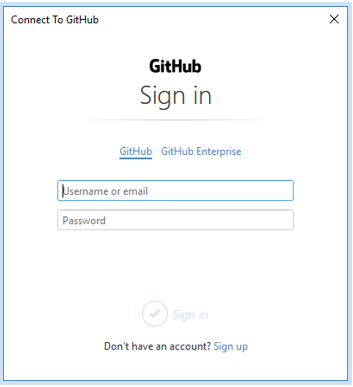 Connect To GitHub
GitHub
Sign in
GitHub GitHub Enterprise
Username or email
Password
Sign in
Don't have an account? Sign up